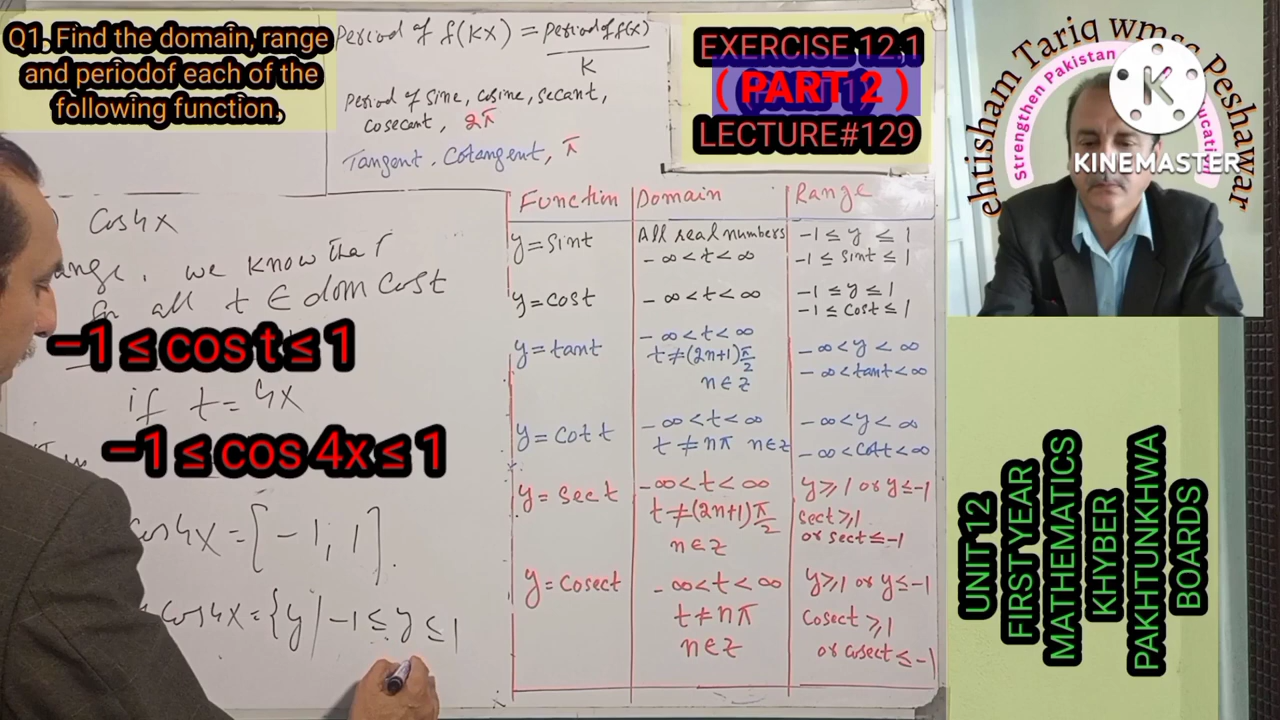 Q1. Find the domain, range
and periodof each of the
following function.
Period of f(KX) = Period of f(x)
K
Period of Sine, cosine, secant,
cosecant, 2π
Tangent, Cotangent, π
EXERCISE 12.1
( PART 2 )
LECTURE#129
ehtisham Tariq wmsc Peshawar
Strengthen Pakistan
K
KINEMASTER
Cos4x
we know that
for all t ∈ dom Cost
−1 ≤ cos t ≤ 1
if t = 4x
−1 ≤ cos 4x ≤ 1
cos4x = [-1, 1].
cos4x = {y | -1 ≤ y ≤ 1
Function Domain Range
y = Sint All real numbers -1 ≤ y ≤ 1
-∞ < t < ∞ -1 ≤ Sint ≤ 1
y = cost -∞ < t < ∞ -1 ≤ y ≤ 1
-1 ≤ Cost ≤ 1
y = tant -∞ < t < ∞ -∞ < y < ∞
t ≠ (2n+1)π/2 -∞ < tant < ∞
n ∈ z
y = Cot t -∞ < t < ∞ -∞ < y < ∞
t ≠ nπ n ∈ z -∞ < Cott < ∞
y = Sect -∞ < t < ∞ y ≥ 1 or y ≤ -1
t ≠ (2n+1)π/2 sect ≥ 1
n ∈ z or sect ≤ -1
y = Cosect -∞ < t < ∞ y ≥ 1 or y ≤ -1
t ≠ nπ Cosect ≥ 1
n ∈ z or cosect ≤ -1
UNIT 12
FIRST YEAR
MATHEMATICS
KHYBER
PAKHTUNKHWA
BOARDS